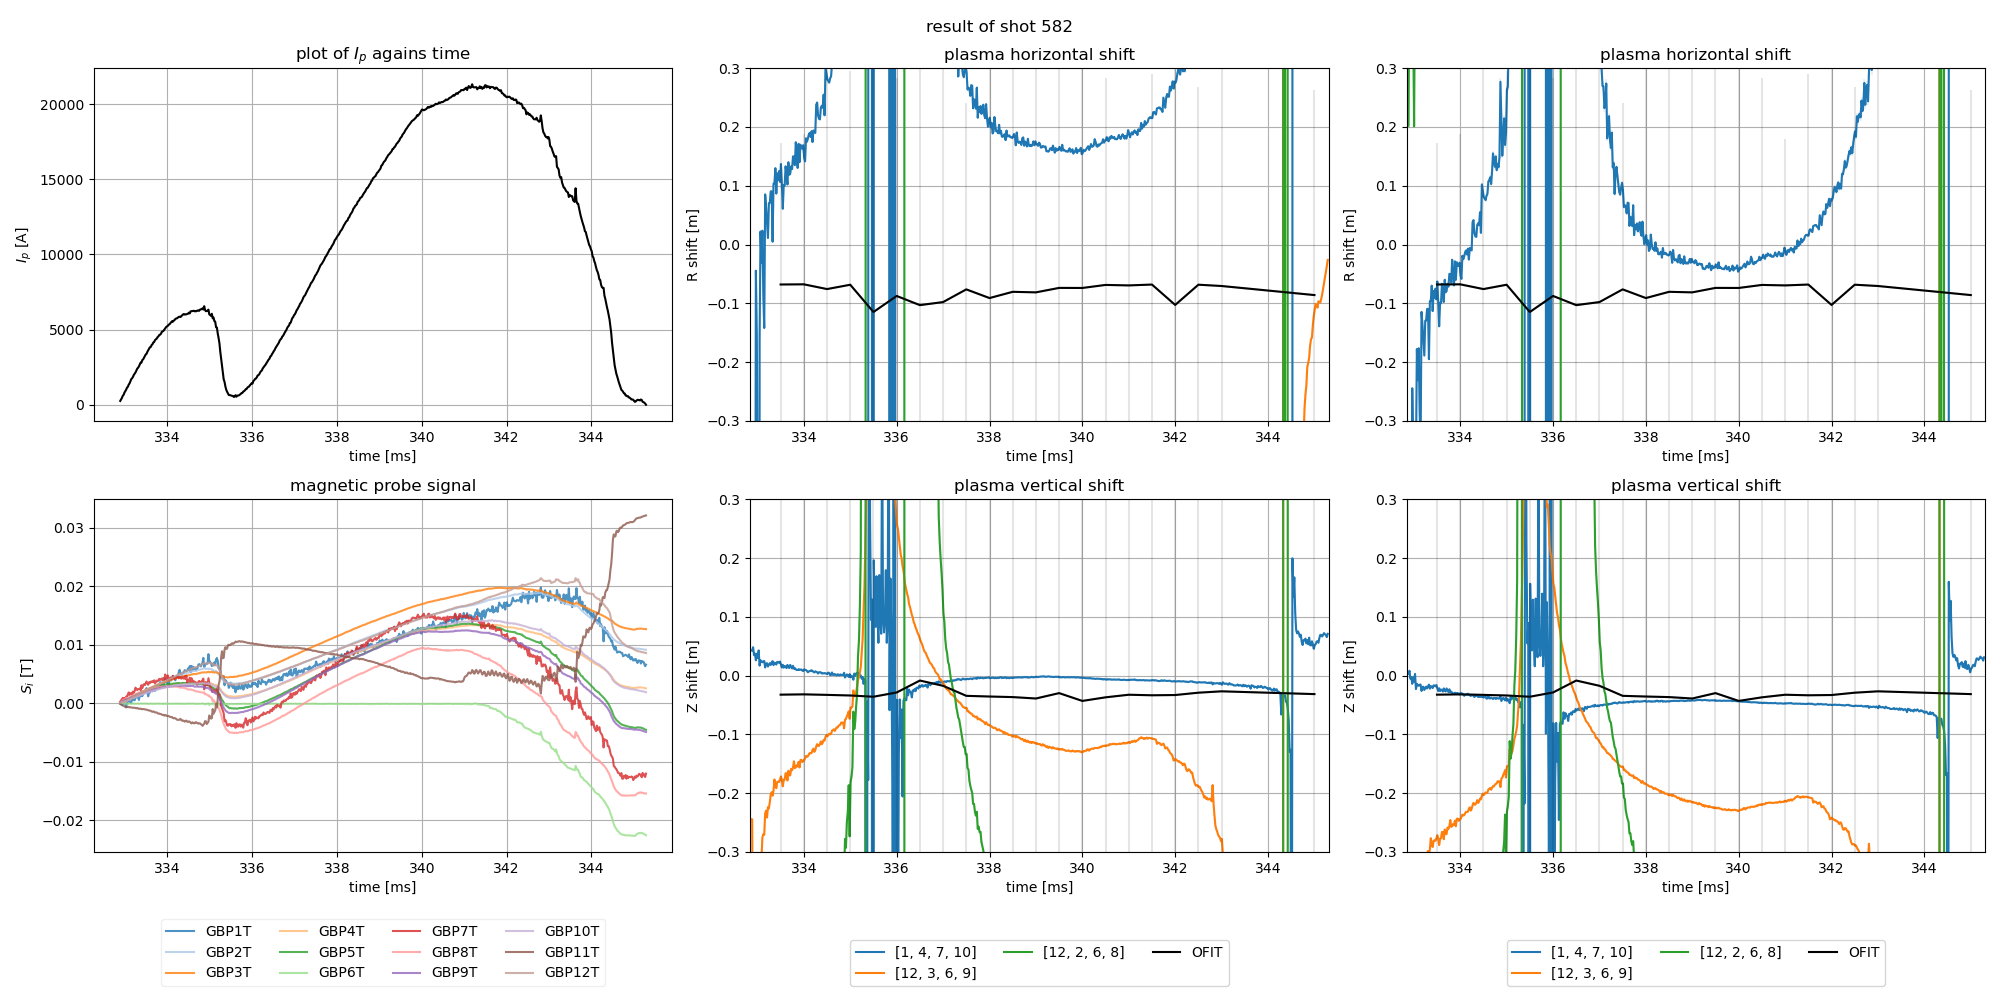 result of shot 582
plot of Ip agains time
20000
15000
10000
5000
0
Ip [A]
334 336 338 340 342 344
time [ms]
plasma horizontal shift
0.3
0.2
0.1
0.0
−0.1
−0.2
−0.3
R shift [m]
334 336 338 340 342 344
time [ms]
plasma horizontal shift
0.3
0.2
0.1
0.0
−0.1
−0.2
−0.3
R shift [m]
334 336 338 340 342 344
time [ms]
magnetic probe signal
0.03
0.02
0.01
0.00
−0.01
−0.02
Si [T]
334 336 338 340 342 344
time [ms]
plasma vertical shift
0.3
0.2
0.1
0.0
−0.1
−0.2
−0.3
Z shift [m]
334 336 338 340 342 344
time [ms]
plasma vertical shift
0.3
0.2
0.1
0.0
−0.1
−0.2
−0.3
Z shift [m]
334 336 338 340 342 344
time [ms]
GBP1T GBP4T GBP7T GBP10T
GBP2T GBP5T GBP8T GBP11T
GBP3T GBP6T GBP9T GBP12T
[1, 4, 7, 10] [12, 2, 6, 8] OFIT
[12, 3, 6, 9]
[1, 4, 7, 10] [12, 2, 6, 8] OFIT
[12, 3, 6, 9]